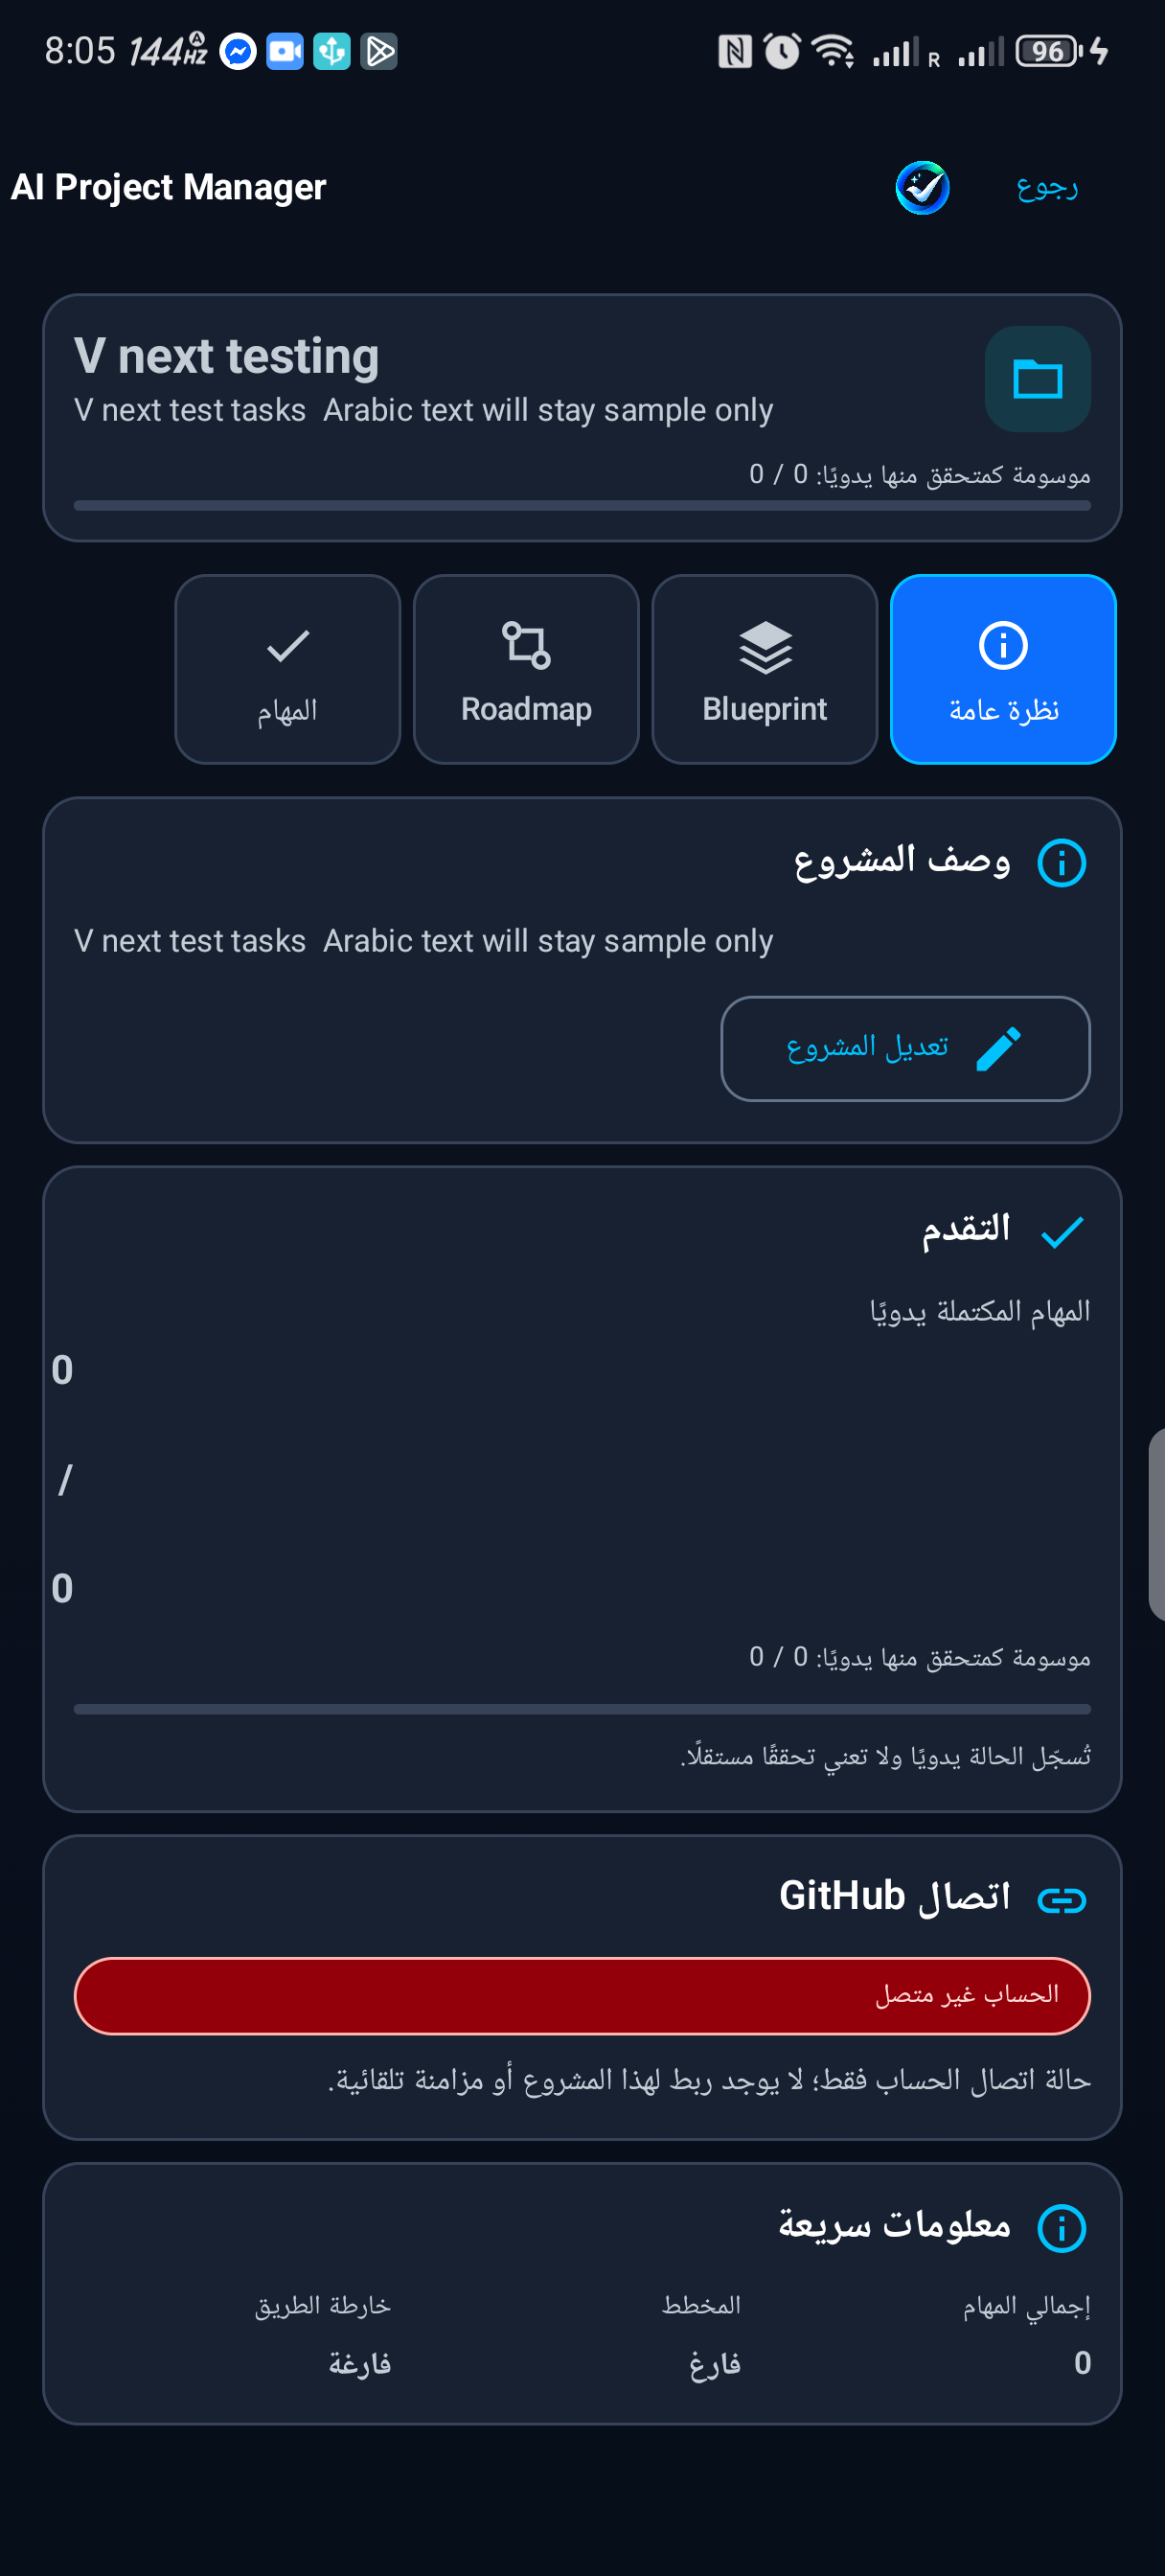 8:05 144HZ A R 96
AI Project Manager
رجوع
V next testing
V next test tasks  Arabic text will stay sample only
موسومة كمتحقق منها يدويًا: 0 / 0
نظرة عامة
Blueprint
Roadmap
المهام
وصف المشروع
V next test tasks  Arabic text will stay sample only
تعديل المشروع
التقدم
المهام المكتملة يدويًا
0
/
0
موسومة كمتحقق منها يدويًا: 0 / 0
تُسجّل الحالة يدويًا ولا تعني تحققًا مستقلًا.
اتصال GitHub
الحساب غير متصل
حالة اتصال الحساب فقط؛ لا يوجد ربط لهذا المشروع أو مزامنة تلقائية.
معلومات سريعة
إجمالي المهام
0
المخطط
فارغ
خارطة الطريق
فارغة